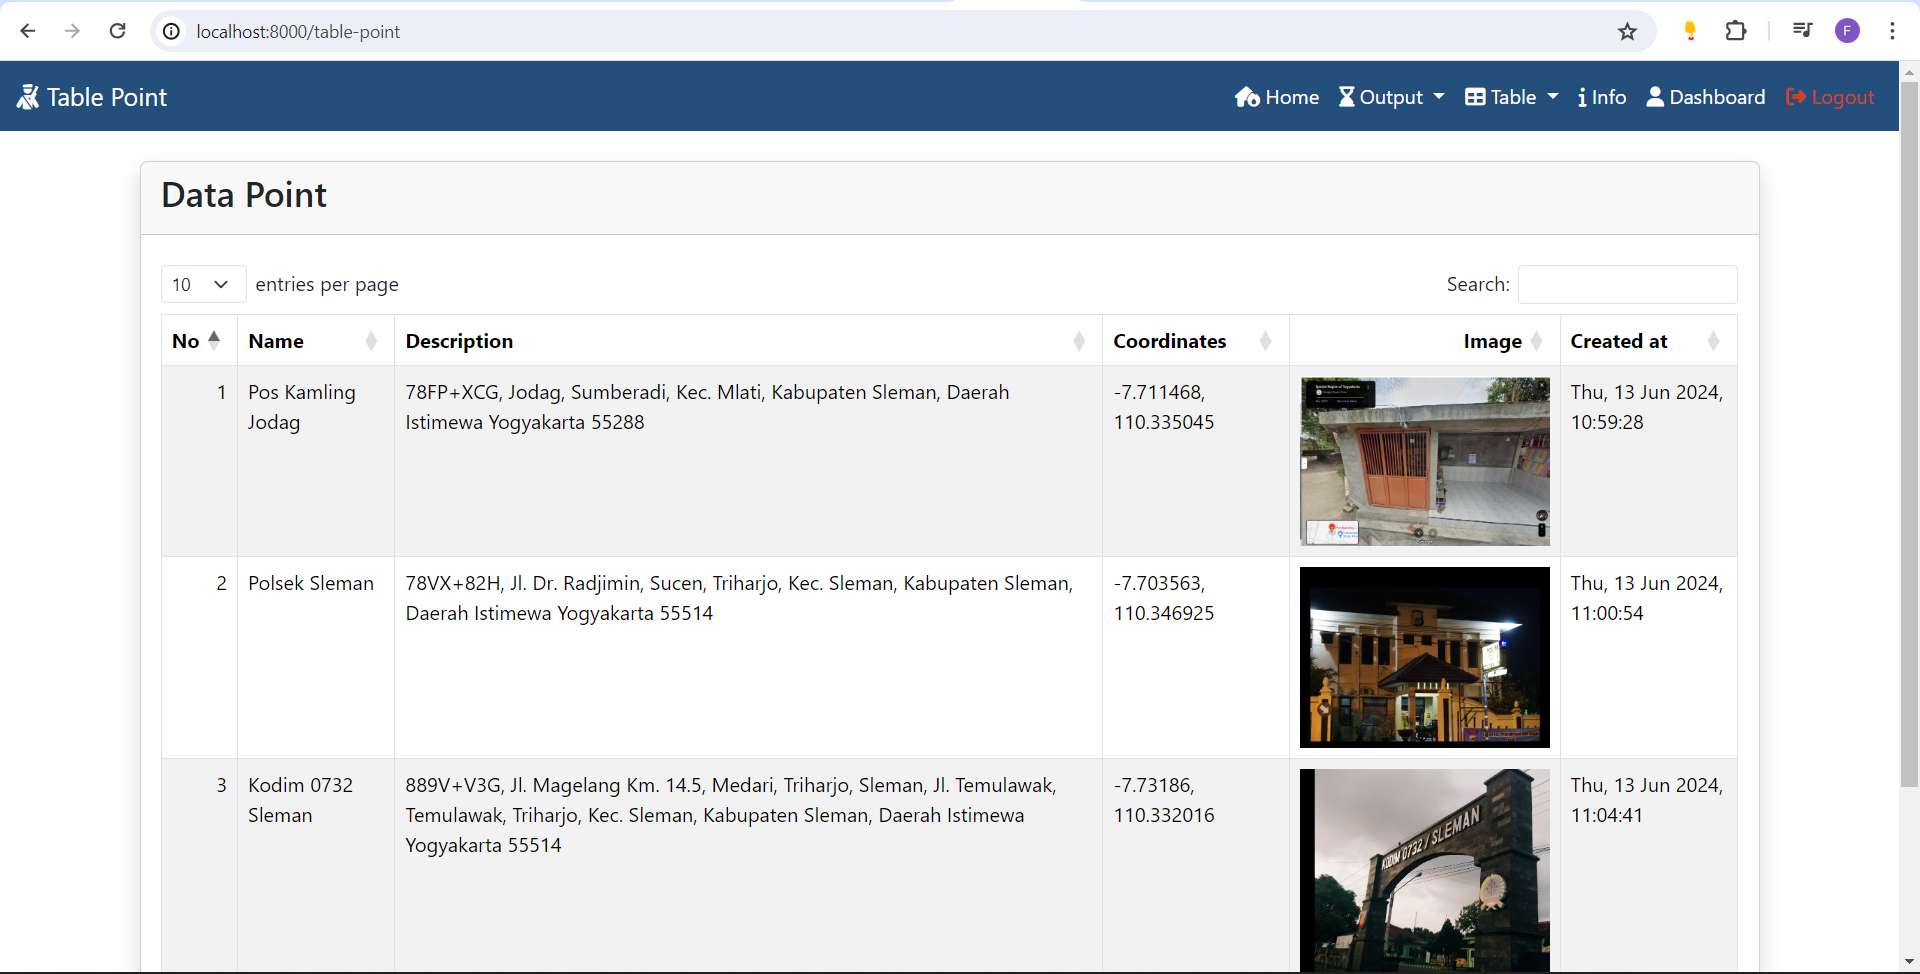 localhost:8000/table-point
F
Table Point
Home
Output
Table
Info
Dashboard
Logout
Data Point
10
entries per page
Search:
No
Name
Description
Coordinates
Image
Created at
1
Pos Kamling
Jodag
78FP+XCG, Jodag, Sumberadi, Kec. Mlati, Kabupaten Sleman, Daerah
Istimewa Yogyakarta 55288
-7.711468,
110.335045
Thu, 13 Jun 2024,
10:59:28
2
Polsek Sleman
78VX+82H, Jl. Dr. Radjimin, Sucen, Triharjo, Kec. Sleman, Kabupaten Sleman,
Daerah Istimewa Yogyakarta 55514
-7.703563,
110.346925
Thu, 13 Jun 2024,
11:00:54
3
Kodim 0732
Sleman
889V+V3G, Jl. Magelang Km. 14.5, Medari, Triharjo, Sleman, Jl. Temulawak,
Temulawak, Triharjo, Kec. Sleman, Kabupaten Sleman, Daerah Istimewa
Yogyakarta 55514
-7.73186,
110.332016
KODIM 0732 / SLEMAN
Thu, 13 Jun 2024,
11:04:41